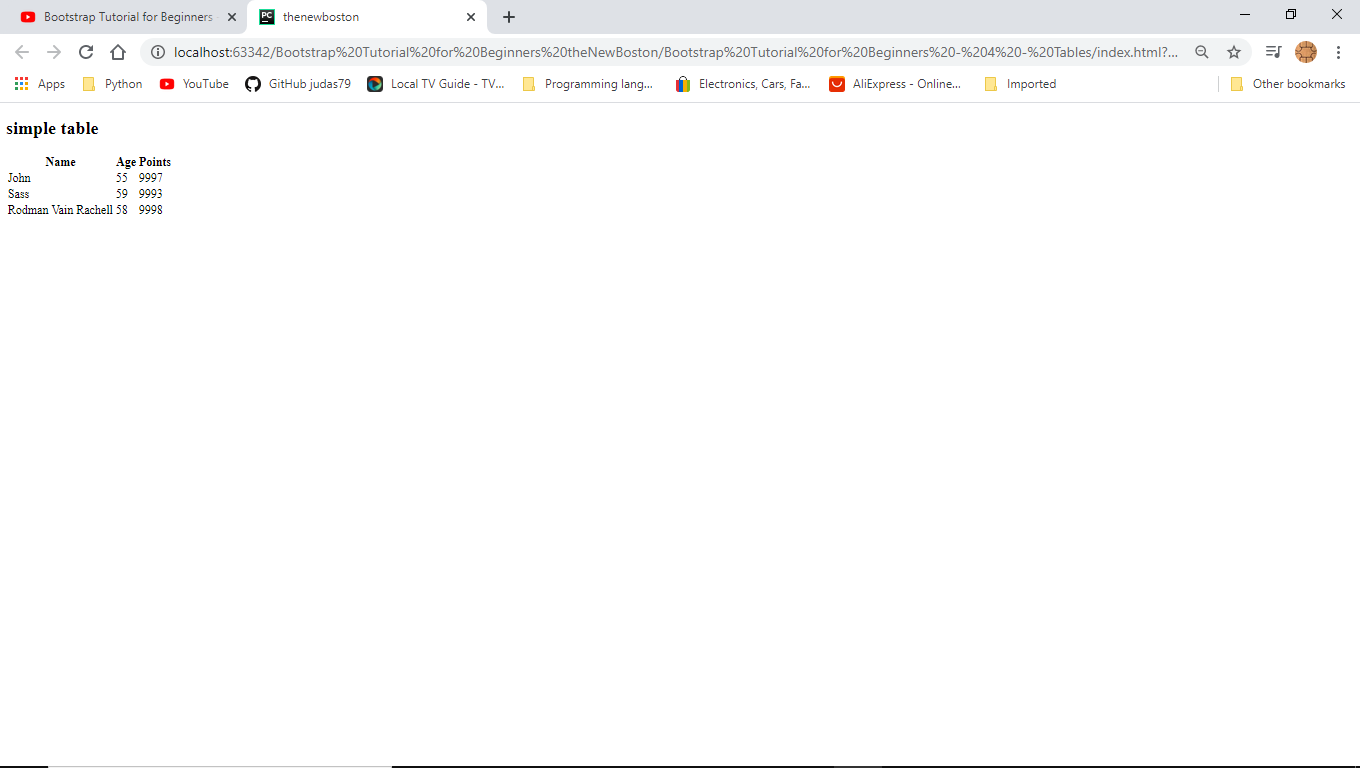 Bootstrap Tutorial for Beginners
PC thenewboston
localhost:63342/Bootstrap%20Tutorial%20for%20Beginners%20theNewBoston/Bootstrap%20Tutorial%20for%20Beginners%20-%204%20-%20Tables/index.html?...
Apps Python YouTube GitHub judas79 Local TV Guide - TV... Programming lang... Electronics, Cars, Fa... AliExpress - Online... Imported Other bookmarks
simple table
Name Age Points
John 55 9997
Sass 59 9993
Rodman Vain Rachell 58 9998